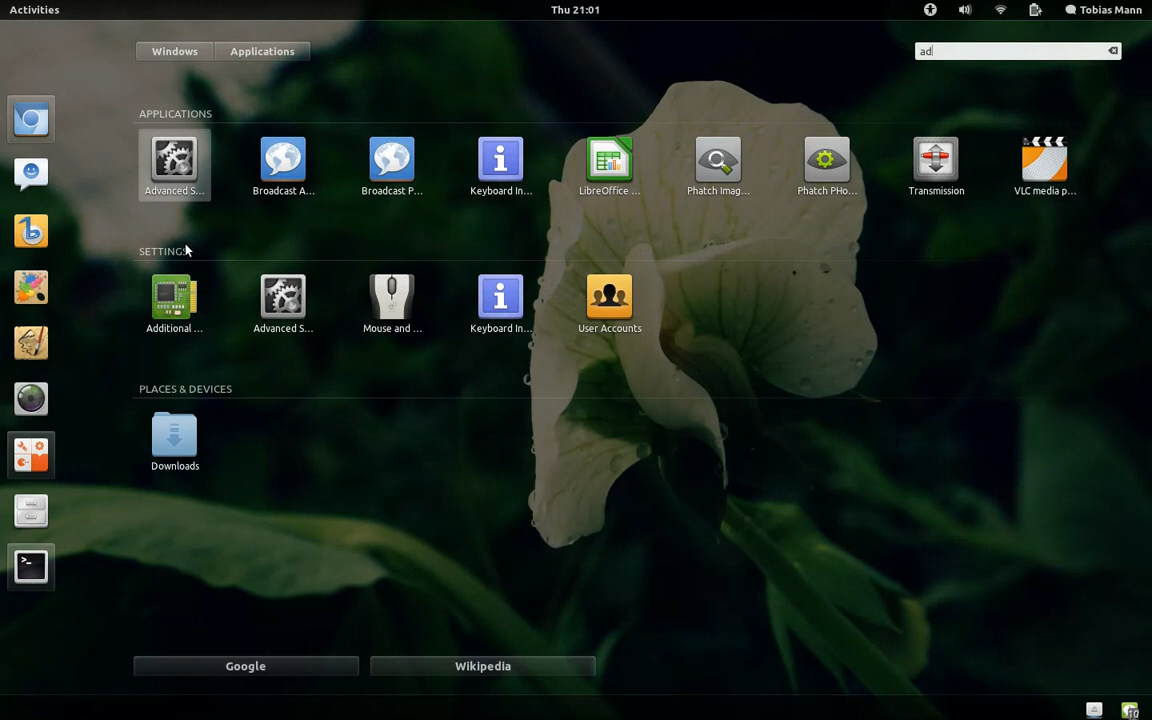 Activities
Thu 21:01
Tobias Mann
Windows
Applications
ad
APPLICATIONS
Advanced S...
Broadcast A...
Broadcast P...
Keyboard In...
LibreOffice ...
Phatch Imag...
Phatch PHo...
Transmission
VLC media p...
SETTINGS
Additional ...
Advanced S...
Mouse and ...
Keyboard In...
User Accounts
PLACES & DEVICES
Downloads
Google
Wikipedia
10